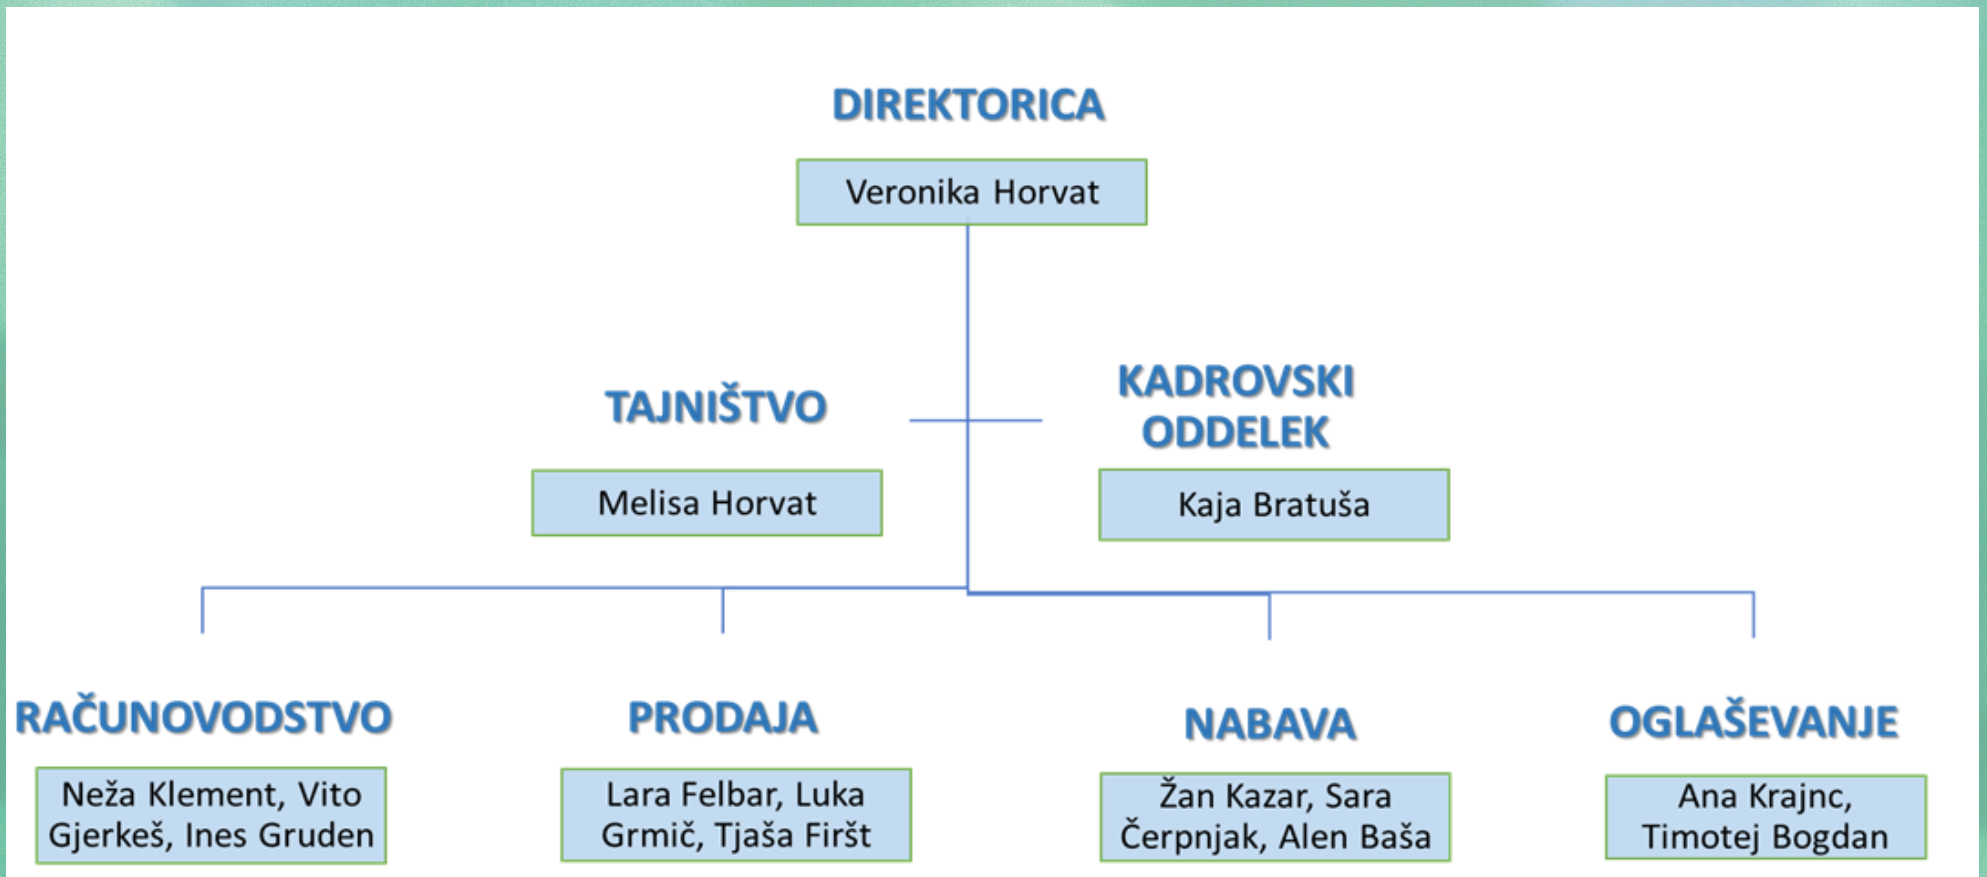 DIREKTORICA
Veronika Horvat
TAJNIŠTVO
Melisa Horvat
KADROVSKI
ODDELEK
Kaja Bratuša
RAČUNOVODSTVO
Neža Klement, Vito
Gjerkeš, Ines Gruden
PRODAJA
Lara Felbar, Luka
Grmič, Tjaša Firšt
NABAVA
Žan Kazar, Sara
Čerpnjak, Alen Baša
OGLAŠEVANJE
Ana Krajnc,
Timotej Bogdan